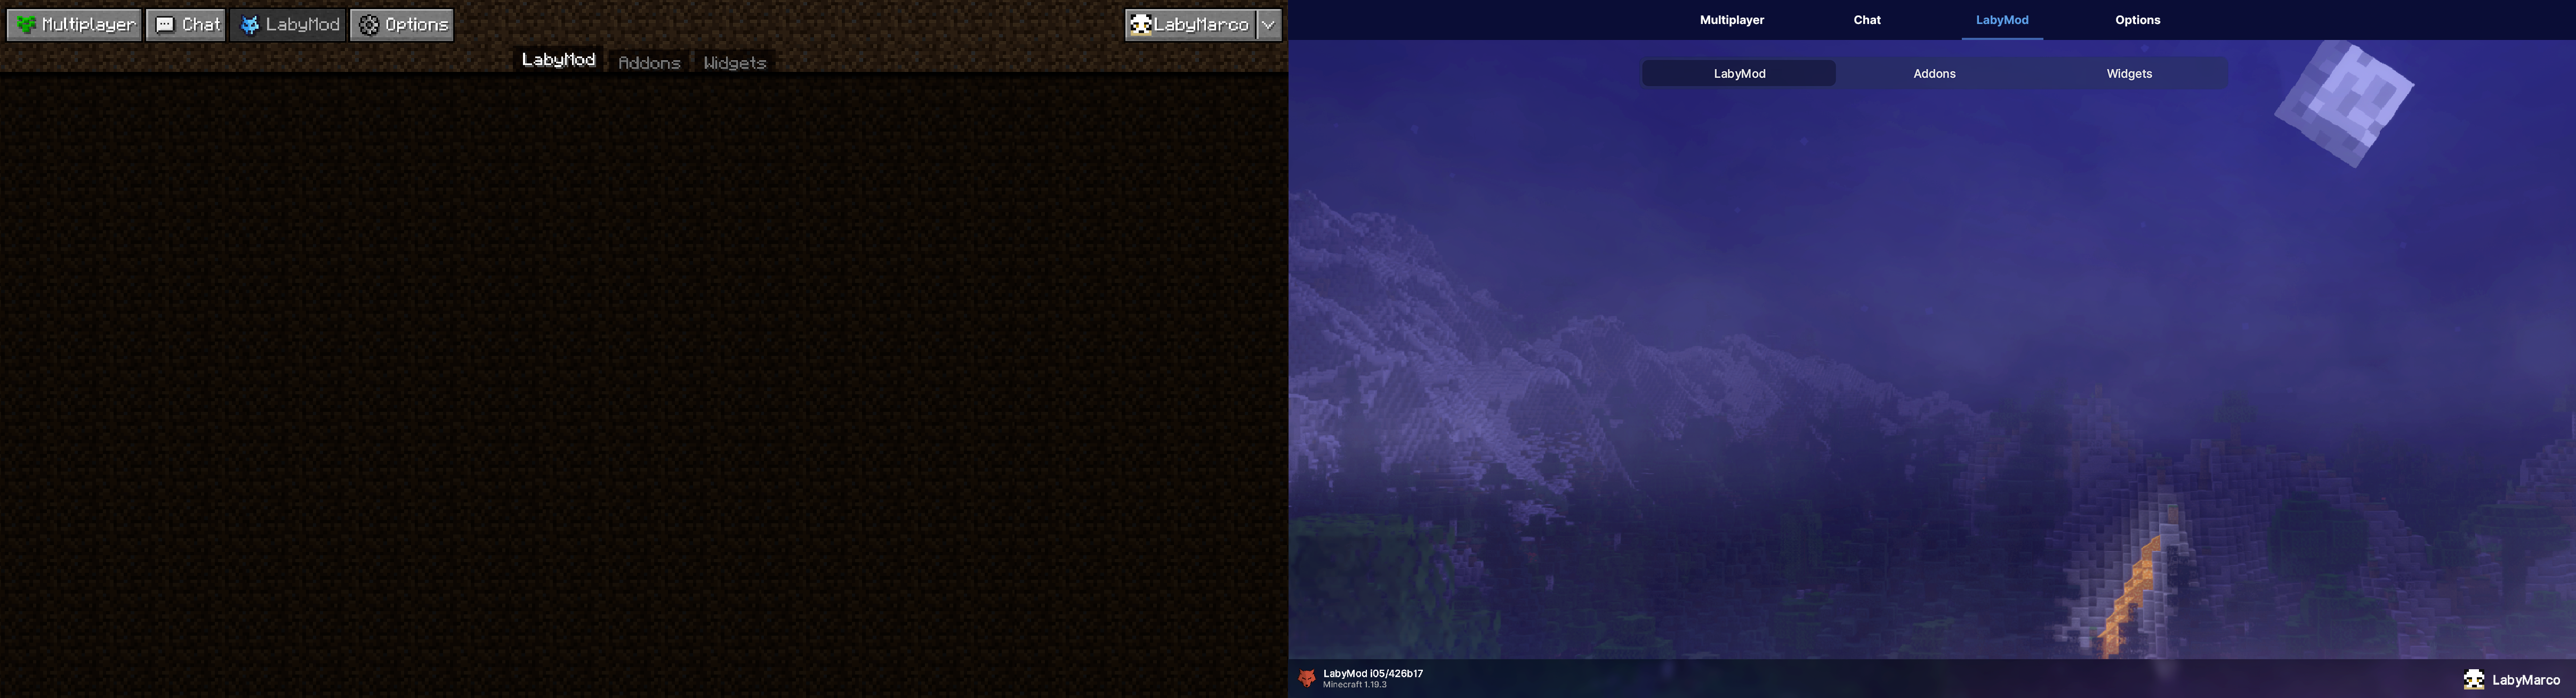 Multiplayer Chat LabyMod Options LabyMarco
LabyMod Addons Widgets
Multiplayer Chat LabyMod Options
LabyMod Addons Widgets
LabyMod i05/426b17
Minecraft 1.19.3
LabyMarco